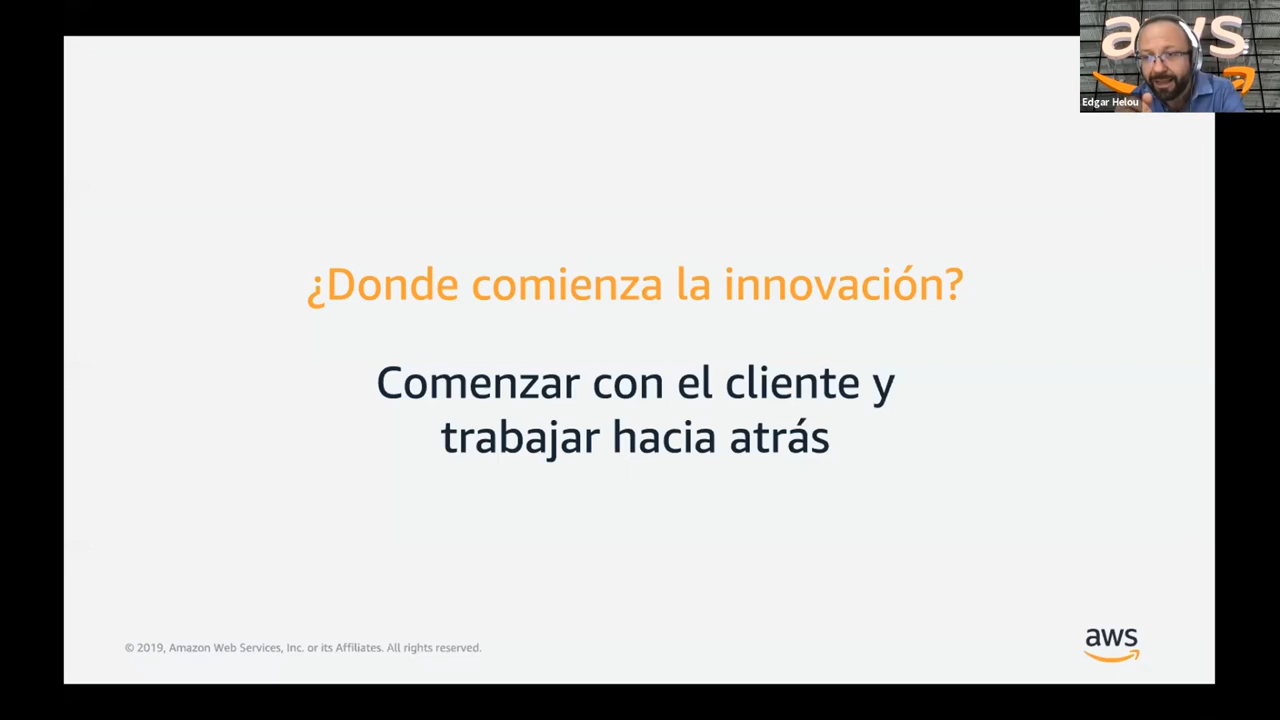 aws
Edgar Helou
¿Donde comienza la innovación?
Comenzar con el cliente y
trabajar hacia atrás
© 2019, Amazon Web Services, Inc. or its Affiliates. All rights reserved.
aws